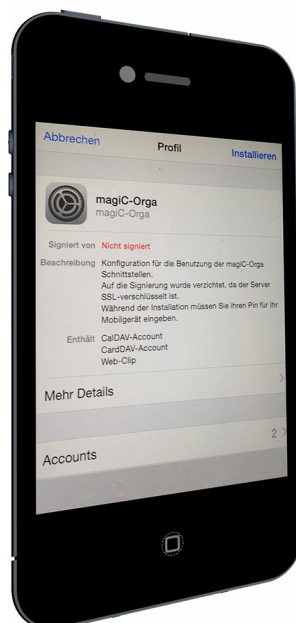 Abbrechen Profil Installieren
magiC-Orga
magiC-Orga
Signiert von Nicht signiert
Beschreibung Konfiguration für die Benutzung der magiC-Orga
Schnittstellen.
Auf die Signierung wurde verzichtet, da der Server
SSL-verschlüsselt ist.
Während der Installation müssen Sie ihren Pin für Ihr
Mobilgerät eingeben.
Enthält CalDAV-Account
CardDAV-Account
Web-Clip
Mehr Details
Accounts 2